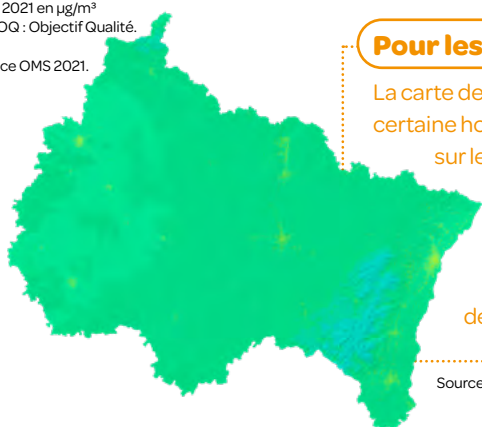 2021 en µg/m³
OQ : Objectif Qualité.
ce OMS 2021.
Pour les
La carte de
certaine ho
sur le
de
Source